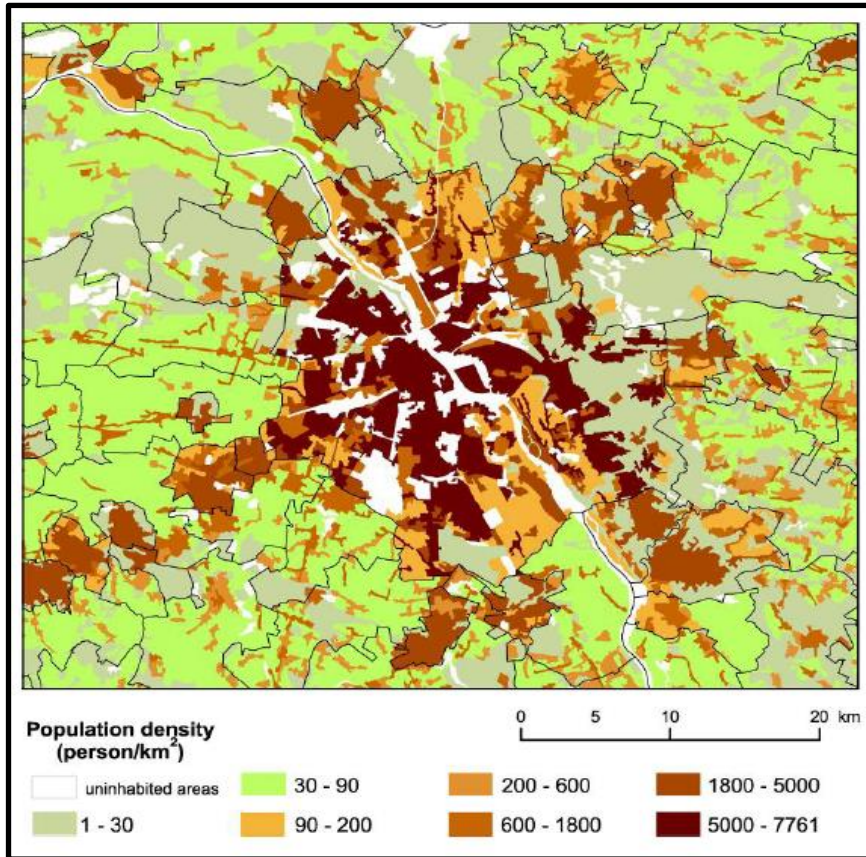 Population density
(person/km²)
0 5 10 20 km
uninhabited areas
30 - 90
200 - 600
1800 - 5000
1 - 30
90 - 200
600 - 1800
5000 - 7761